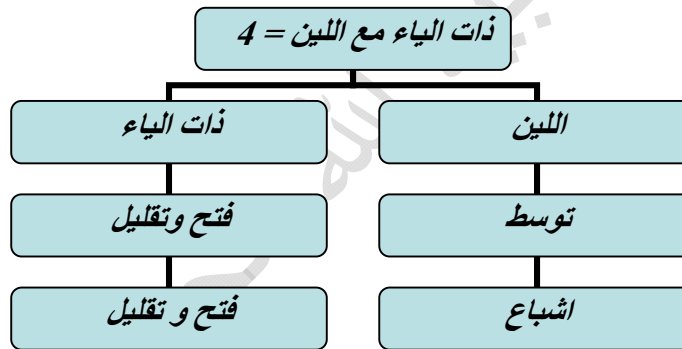 ذات الياء مع اللين = 4
اللين
ذات الياء
توسط
فتح وتقليل
اشباع
فتح و تقليل